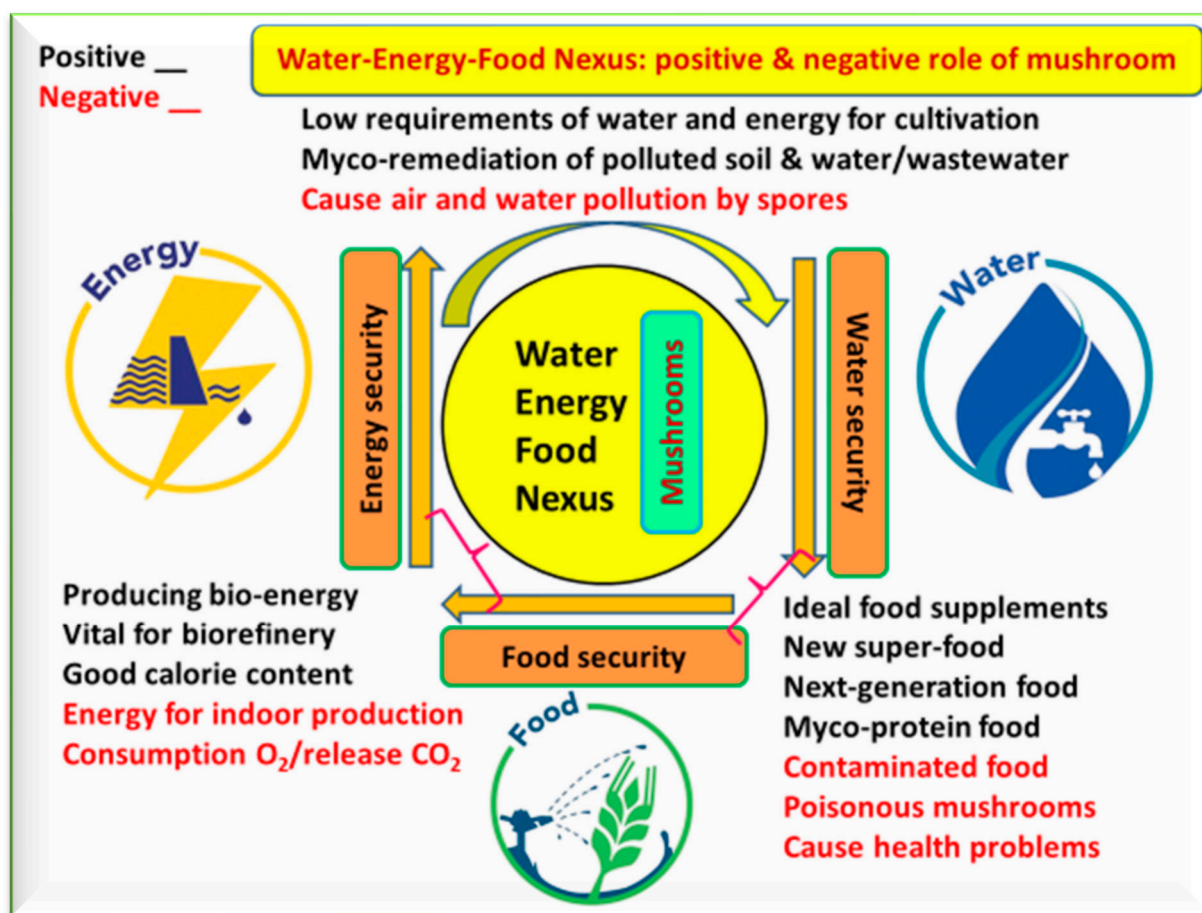 Positive __
Negative __
Water-Energy-Food Nexus: positive & negative role of mushroom
Low requirements of water and energy for cultivation
Myco-remediation of polluted soil & water/wastewater
Cause air and water pollution by spores
Energy
Energy security
Water
Energy
Food
Nexus
Mushrooms
Water security
Water
Producing bio-energy
Vital for biorefinery
Good calorie content
Energy for indoor production
Consumption O₂/release CO₂
Food security
Food
Ideal food supplements
New super-food
Next-generation food
Myco-protein food
Contaminated food
Poisonous mushrooms
Cause health problems